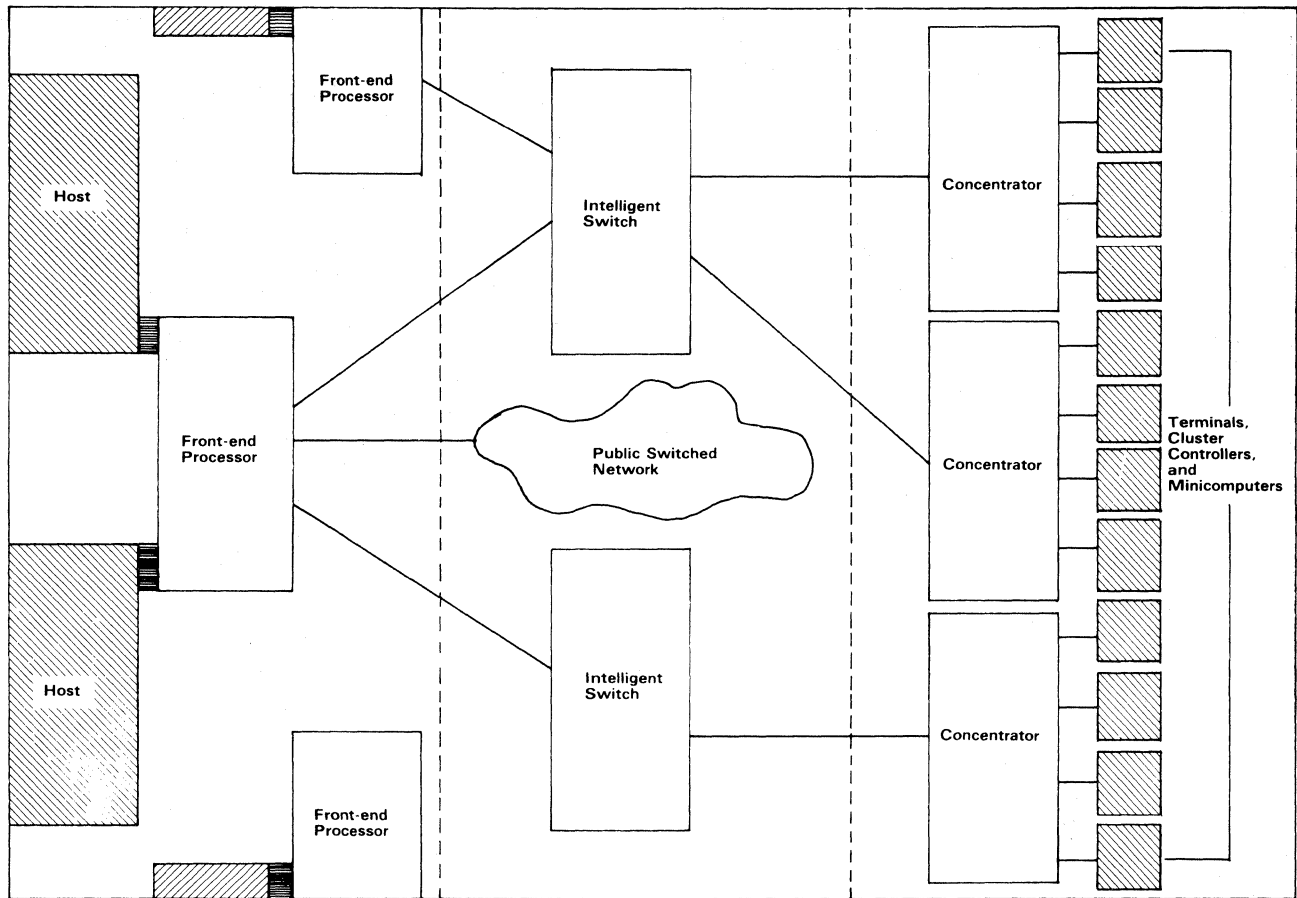 Front-end
Processor
Host
Intelligent
Switch
Concentrator
Front-end
Processor
Public Switched
Network
Concentrator
Terminals,
Cluster
Controllers,
and
Minicomputers
Host
Intelligent
Switch
Concentrator
Front-end
Processor